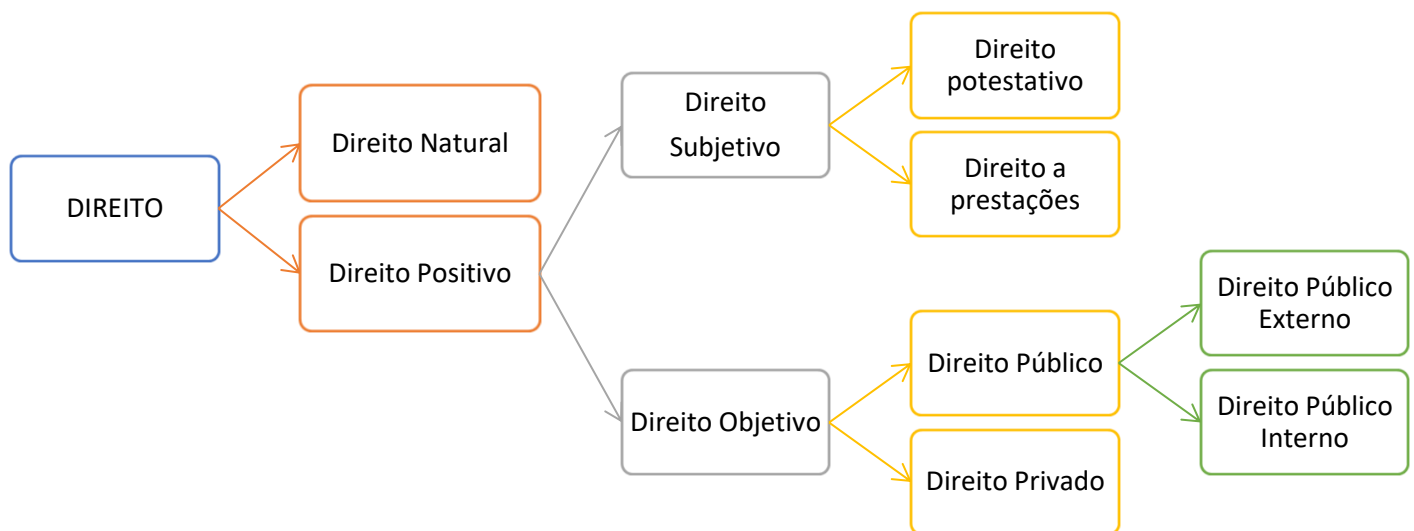 DIREITO
Direito Natural
Direito Positivo
Direito
Subjetivo
Direito Objetivo
Direito
potestativo
Direito a
prestações
Direito Público
Direito Privado
Direito Público
Externo
Direito Público
Interno